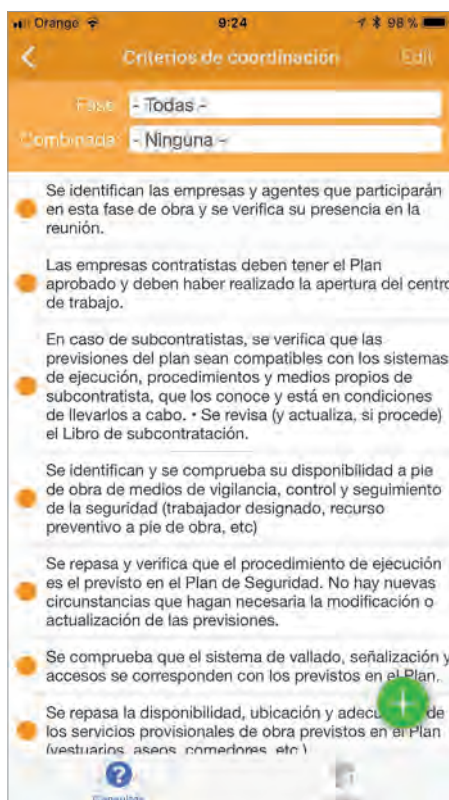 Orange 9:24 98 %
Criterios de coordinación Edit
Fase: - Todas -
Combinada: - Ninguna -
Se identifican las empresas y agentes que participarán
en esta fase de obra y se verifica su presencia en la
reunión.
Las empresas contratistas deben tener el Plan
aprobado y deben haber realizado la apertura del centro
de trabajo.
En caso de subcontratistas, se verifica que las
previsiones del plan sean compatibles con los sistemas
de ejecución, procedimientos y medios propios de
subcontratista, que los conoce y está en condiciones
de llevarlos a cabo. • Se revisa (y actualiza, si procede)
el Libro de subcontratación.
Se identifican y se comprueba su disponibilidad a pie
de obra de medios de vigilancia, control y seguimiento
de la seguridad (trabajador designado, recurso
preventivo a pie de obra, etc)
Se repasa y verifica que el procedimiento de ejecución
es el previsto en el Plan de Seguridad. No hay nuevas
circunstancias que hagan necesaria la modificación o
actualización de las previsiones.
Se comprueba que el sistema de vallado, señalización y
accesos se corresponden con los previstos en el Plan.
Se repasa la disponibilidad, ubicación y de
los servicios provisionales de obra previstos en el Plan
(vestuarios, aseos, comedores, etc.)